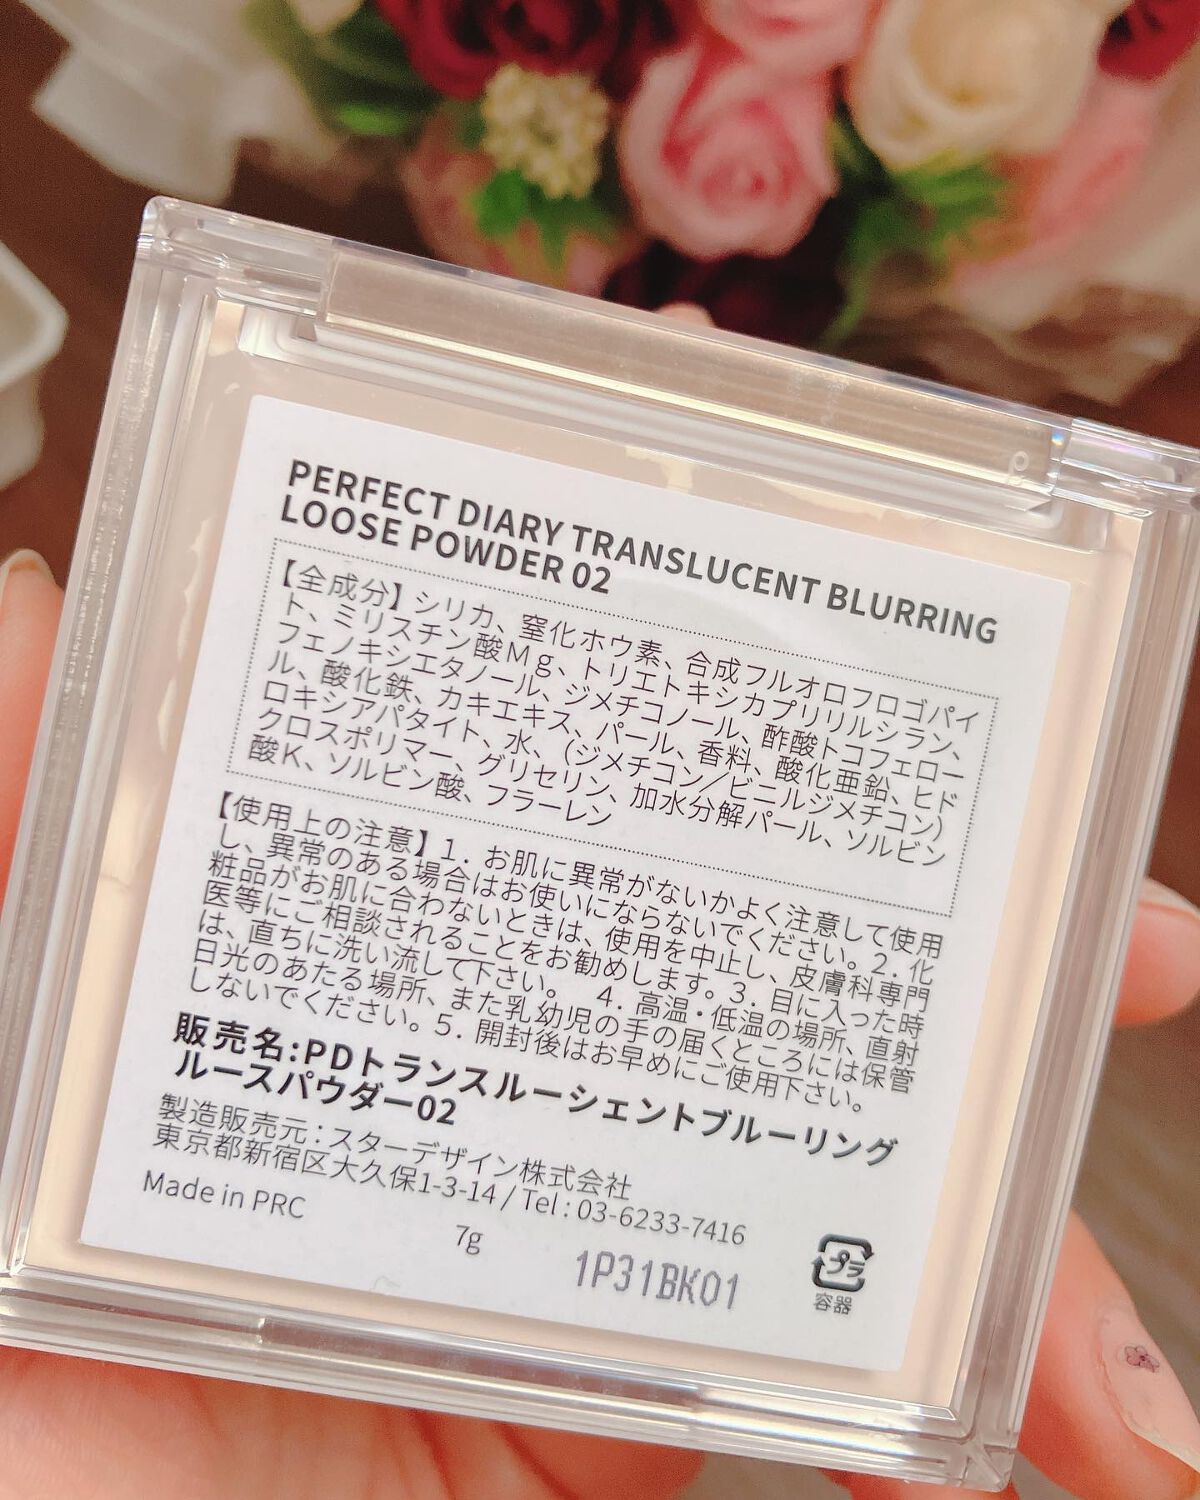 PERFECT DIARY TRANSLUCENT BLURRING
LOOSE POWDER 02
【全成分】シリカ、窒化ホウ素、合成フルオロフロゴパイ
ト、ミリスチン酸Ｍｇ、トリエトキシカプリリルシラン、
フェノキシエタノール、ジメチコノール、酢酸トコフェロー
ル、酸化鉄、カキエキス、パール、香料、酸化亜鉛、ヒド
ロキシアパタイト、水、（ジメチコン／ビニルジメチコン）
クロスポリマー、グリセリン、加水分解パール、ソルビン
酸Ｋ、ソルビン酸、フラーレン
【使用上の注意】1．お肌に異常がないかよく注意して使用
し、異常のある場合はお使いにならないでください。2．化
粧品がお肌に合わないときは、使用を中止し、皮膚科専門
医等にご相談されることをお勧めします。3．目に入った時
は、直ちに洗い流して下さい。 4．高温・低温の場所、直射
日光のあたる場所、また乳幼児の手の届くところには保管
しないでください。5．開封後はお早めにご使用下さい。
販売名:PDトランスルーシェントブルーリング
ルースパウダー02
製造販売元：スターデザイン株式会社
東京都新宿区大久保1-3-14 / Tel : 03-6233-7416
Made in PRC
7g
1P31BK01
プラ
容器